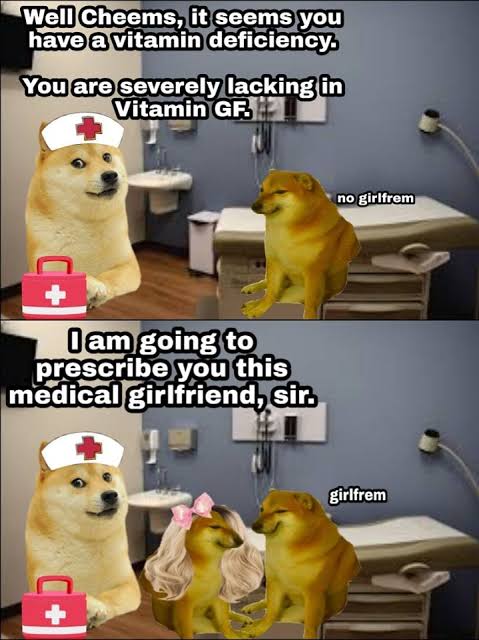 Well Cheems, it seems you
have a vitamin deficiency.
You are severely lacking in
Vitamin GF.
no girlfrem
I am going to
prescribe you this
medical girlfriend, sir.
girlfrem